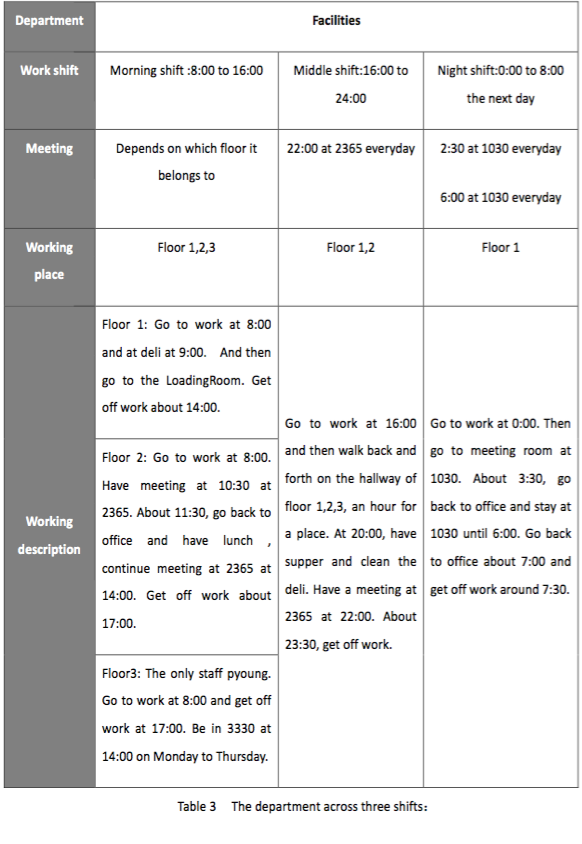 Department
Facilities
Work shift
Morning shift :8:00 to 16:00
Middle shift:16:00 to
24:00
Night shift:0:00 to 8:00
the next day
Meeting
Depends on which floor it
belongs to
22:00 at 2365 everyday
2:30 at 1030 everyday
6:00 at 1030 everyday
Working
place
Floor 1,2,3
Floor 1,2
Floor 1
Working
description
Floor 1: Go to work at 8:00
and at deli at 9:00. And then
go to the LoadingRoom. Get
off work about 14:00.
Floor 2: Go to work at 8:00.
Have meeting at 10:30 at
2365. About 11:30, go back to
office and have lunch ,
continue meeting at 2365 at
14:00. Get off work about
17:00.
Floor3: The only staff pyoung.
Go to work at 8:00 and get off
work at 17:00. Be in 3330 at
14:00 on Monday to Thursday.
Go to work at 16:00
and then walk back and
forth on the hallway of
floor 1,2,3, an hour for
a place. At 20:00, have
supper and clean the
deli. Have a meeting at
2365 at 22:00. About
23:30, get off work.
Go to work at 0:00. Then
go to meeting room at
1030. About 3:30, go
back to office and stay at
1030 until 6:00. Go back
to office about 7:00 and
get off work around 7:30.
Table 3 The department across three shifts: